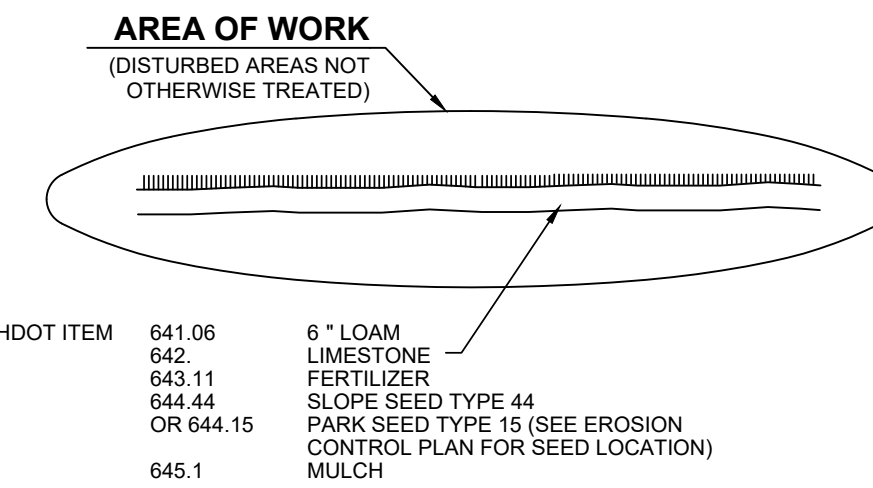 AREA OF WORK
(DISTURBED AREAS NOT
OTHERWISE TREATED)
HDOT ITEM 641.06 6 " LOAM
642. LIMESTONE
643.11 FERTILIZER
644.44 SLOPE SEED TYPE 44
OR 644.15 PARK SEED TYPE 15 (SEE EROSION
CONTROL PLAN FOR SEED LOCATION)
645.1 MULCH